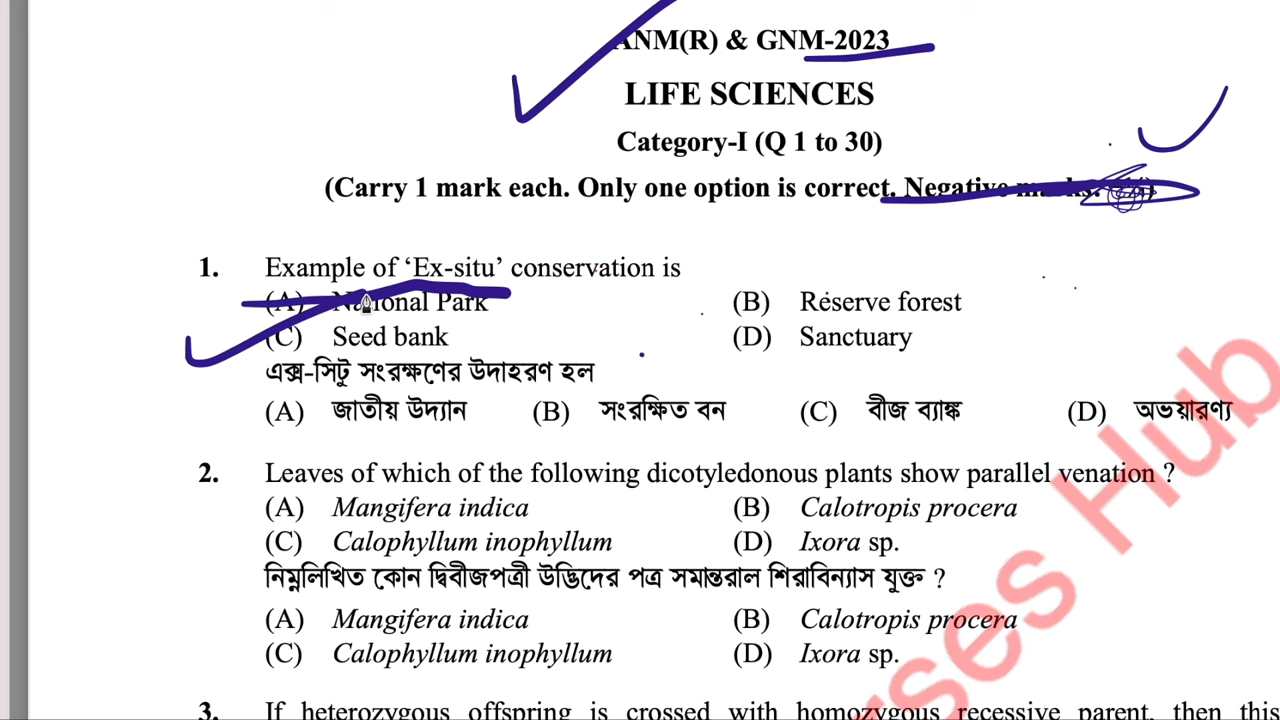 ANM(R) & GNM-2023
LIFE SCIENCES
Category-I (Q 1 to 30)
(Carry 1 mark each. Only one option is correct. Negative marks:
1. Example of ‘Ex-situ’ conservation is
(A) National Park (B) Reserve forest
(C) Seed bank (D) Sanctuary
এক্স-সিটু সংরক্ষণের উদাহরণ হল
(A) জাতীয় উদ্যান (B) সংরক্ষিত বন (C) বীজ ব্যাঙ্ক (D) অভয়ারণ্য
2. Leaves of which of the following dicotyledonous plants show parallel venation ?
(A) Mangifera indica (B) Calotropis procera
(C) Calophyllum inophyllum (D) Ixora sp.
নিম্নলিখিত কোন দ্বিবীজপত্রী উদ্ভিদের পত্র সমান্তরাল শিরাবিন্যাস যুক্ত ?
(A) Mangifera indica (B) Calotropis procera
(C) Calophyllum inophyllum (D) Ixora sp.
3. If heterozygous offspring is crossed with homozygous recessive parent, then this
rses Hub